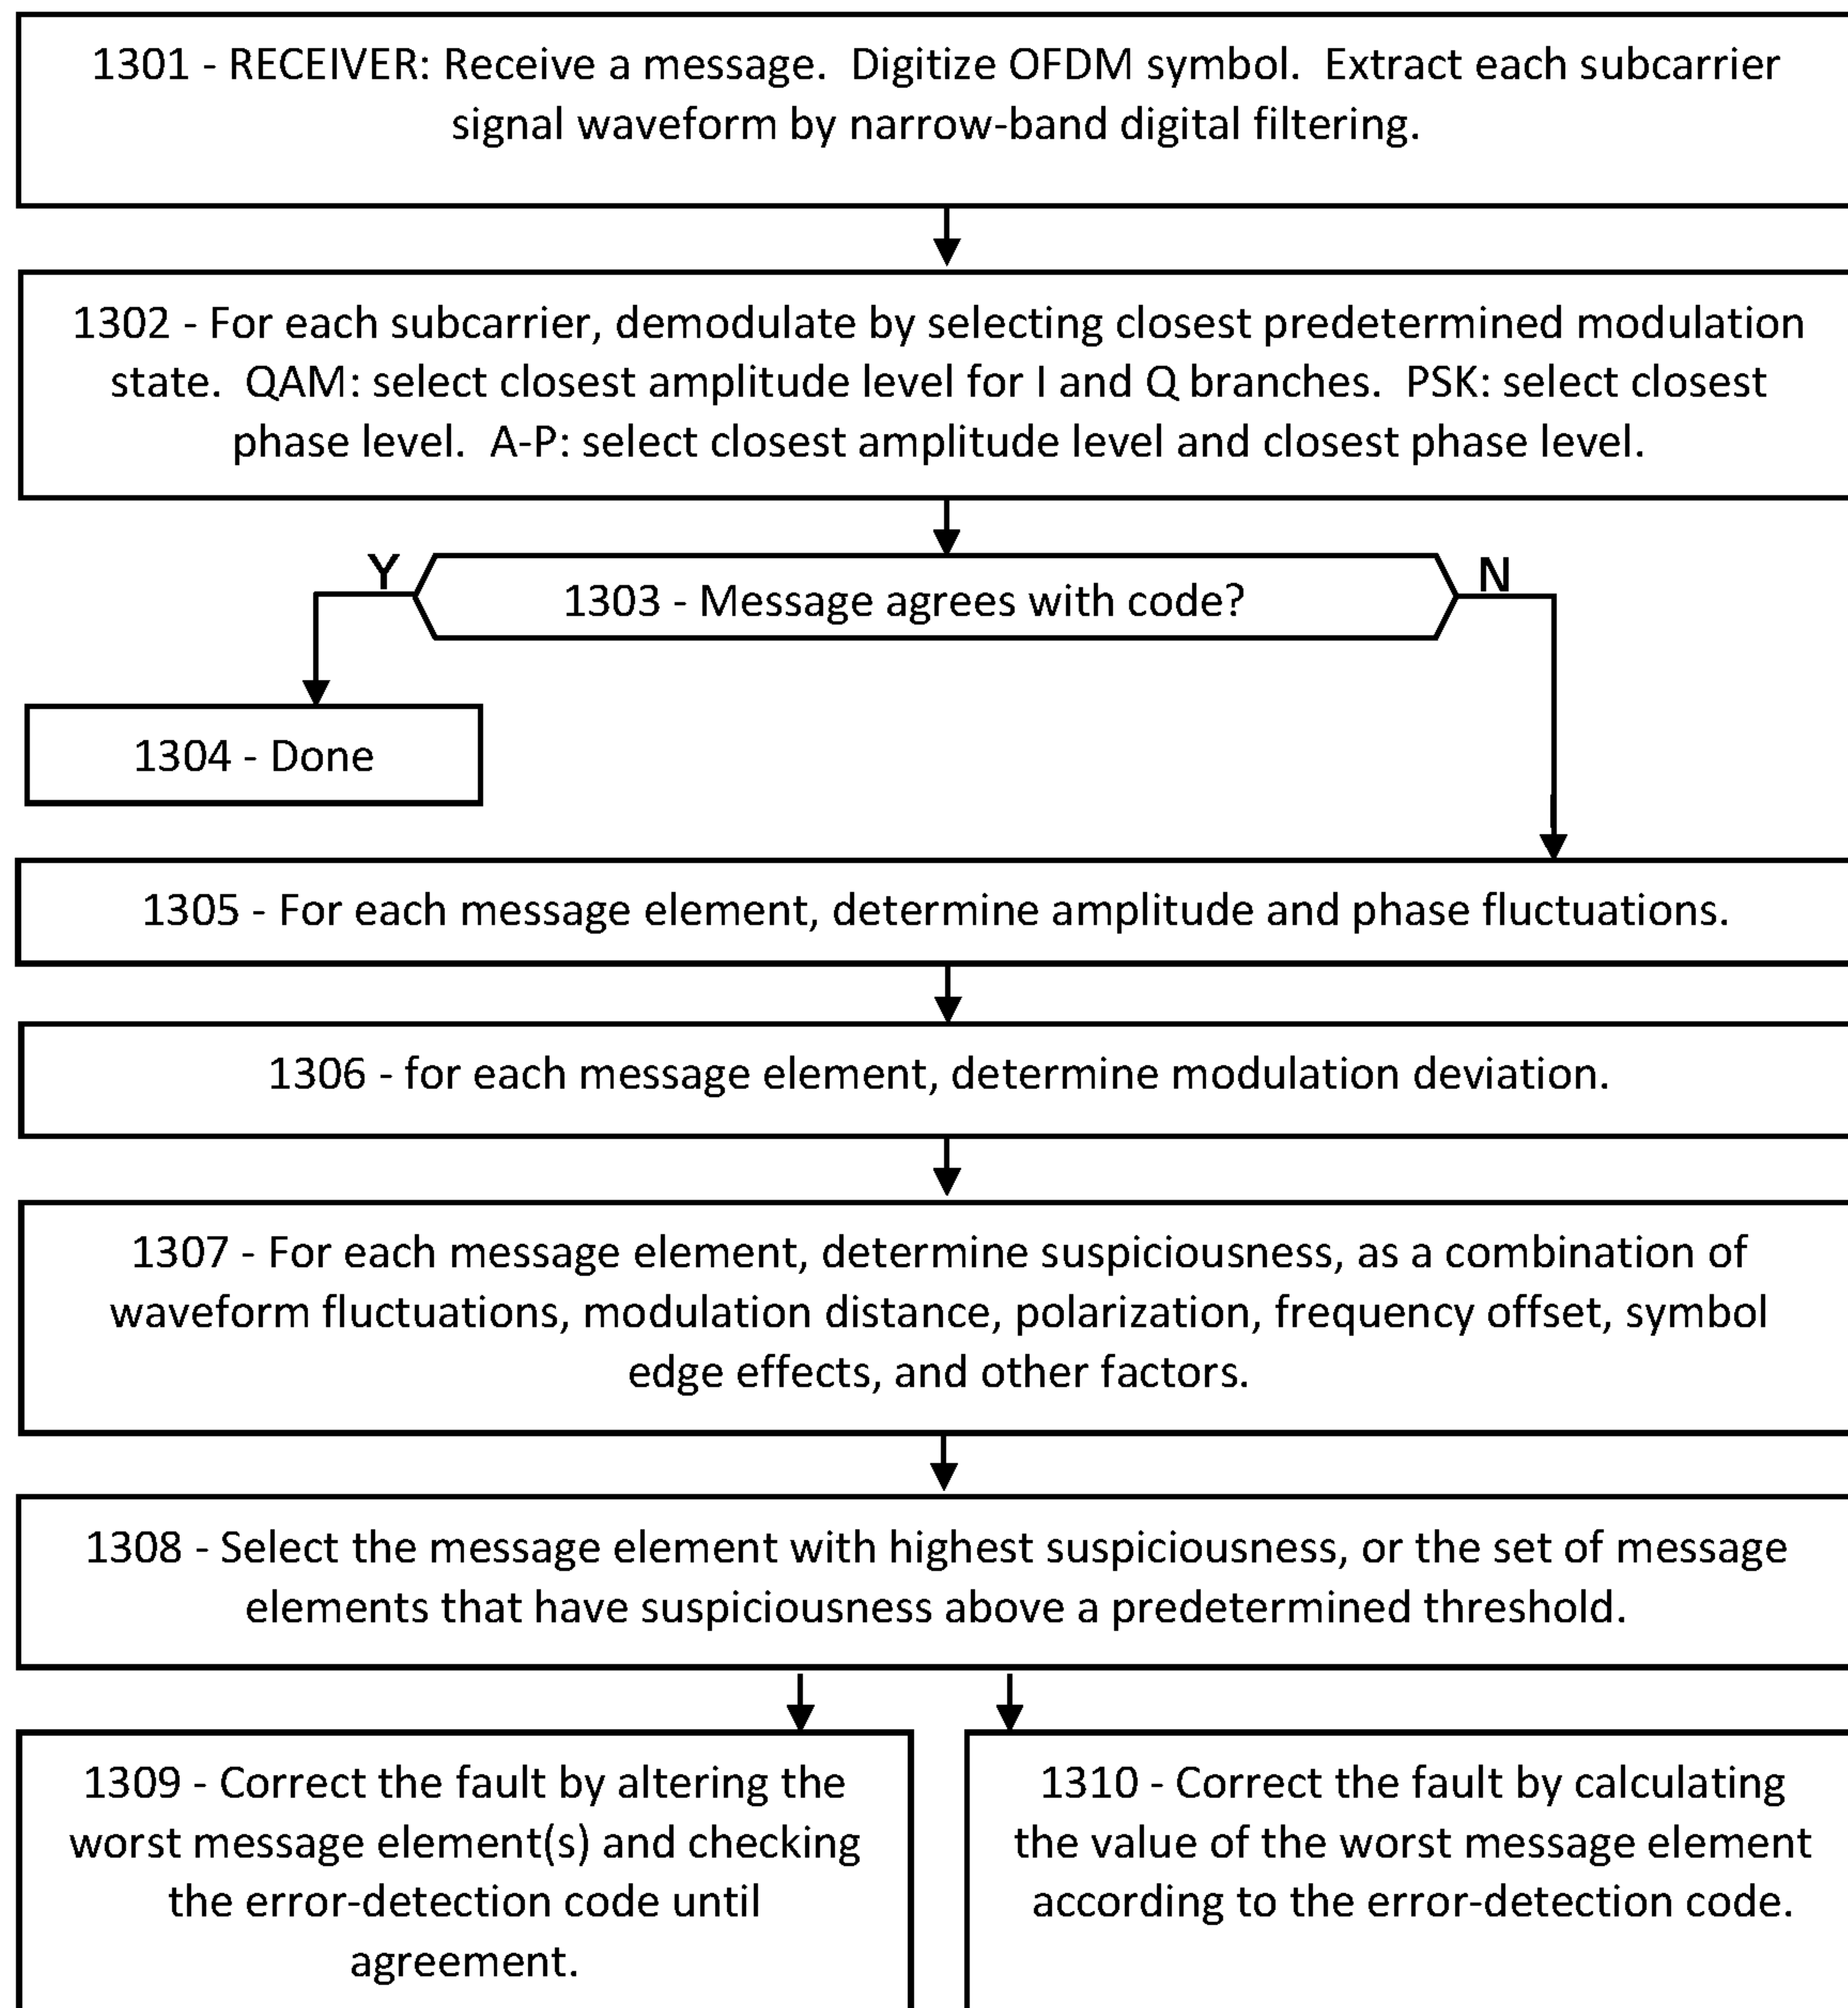 1301 - RECEIVER: Receive a message. Digitize OFDM symbol. Extract each subcarrier
signal waveform by narrow-band digital filtering.
1302 - For each subcarrier, demodulate by selecting closest predetermined modulation
state. QAM: select closest amplitude level for I and Q branches. PSK: select closest
phase level. A-P: select closest amplitude level and closest phase level.
Y
1303 - Message agrees with code?
N
1304 - Done
1305 - For each message element, determine amplitude and phase fluctuations.
1306 - for each message element, determine modulation deviation.
1307 - For each message element, determine suspiciousness, as a combination of
waveform fluctuations, modulation distance, polarization, frequency offset, symbol
edge effects, and other factors.
1308 - Select the message element with highest suspiciousness, or the set of message
elements that have suspiciousness above a predetermined threshold.
1309 - Correct the fault by altering the
worst message element(s) and checking
the error-detection code until
agreement.
1310 - Correct the fault by calculating
the value of the worst message element
according to the error-detection code.